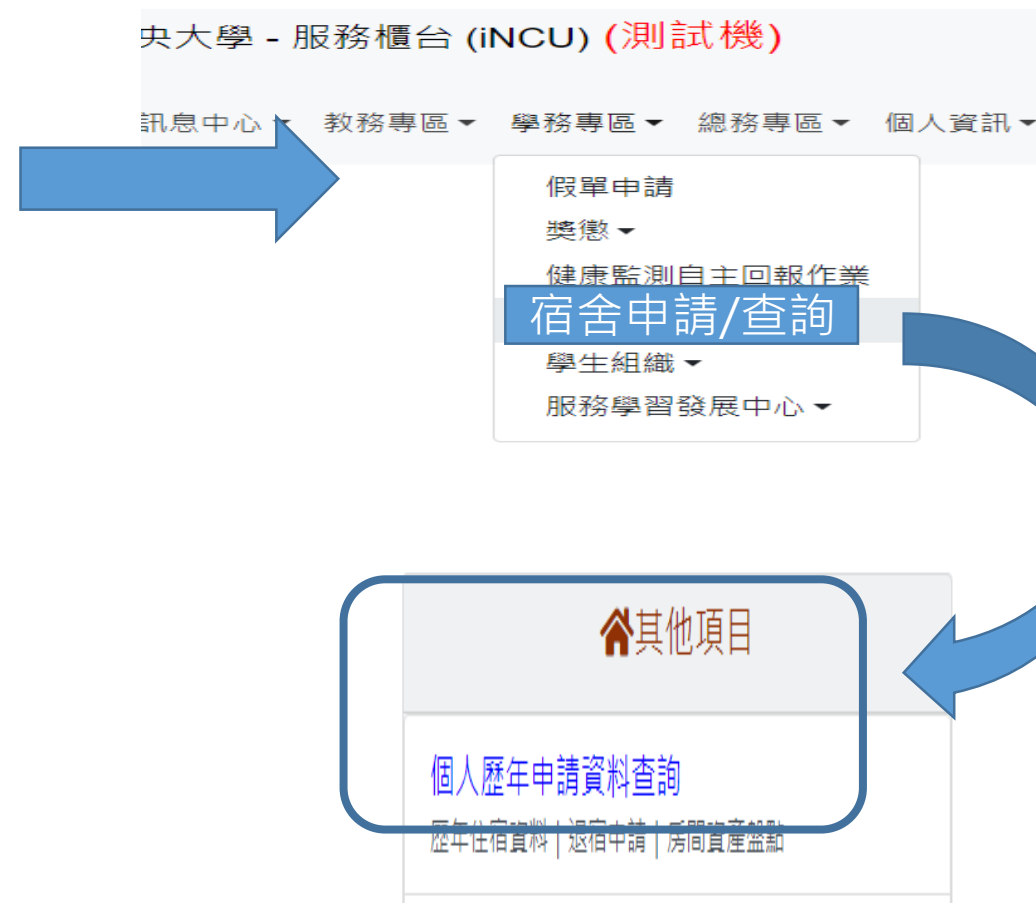 央大學 - 服務櫃台 (iNCU) (測試機)
訊息中心 教務專區 學務專區 總務專區 個人資訊
假單申請
獎懲
健康監測自主回報作業
宿舍申請/查詢
學生組織
服務學習發展中心
其他項目
個人歷年申請資料查詢
歷年住宿資料 | 退宿申請 | 房間資產盤點